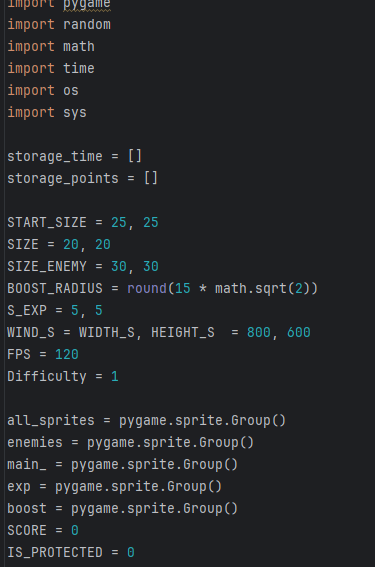 import pygame
import random
import math
import time
import os
import sys
storage_time = []
storage_points = []
START_SIZE = 25, 25
SIZE = 20, 20
SIZE_ENEMY = 30, 30
BOOST_RADIUS = round(15 * math.sqrt(2))
S_EXP = 5, 5
WIND_S = WIDTH_S, HEIGHT_S  = 800, 600
FPS = 120
Difficulty = 1
all_sprites = pygame.sprite.Group()
enemies = pygame.sprite.Group()
main_ = pygame.sprite.Group()
exp = pygame.sprite.Group()
boost = pygame.sprite.Group()
SCORE = 0
IS_PROTECTED = 0